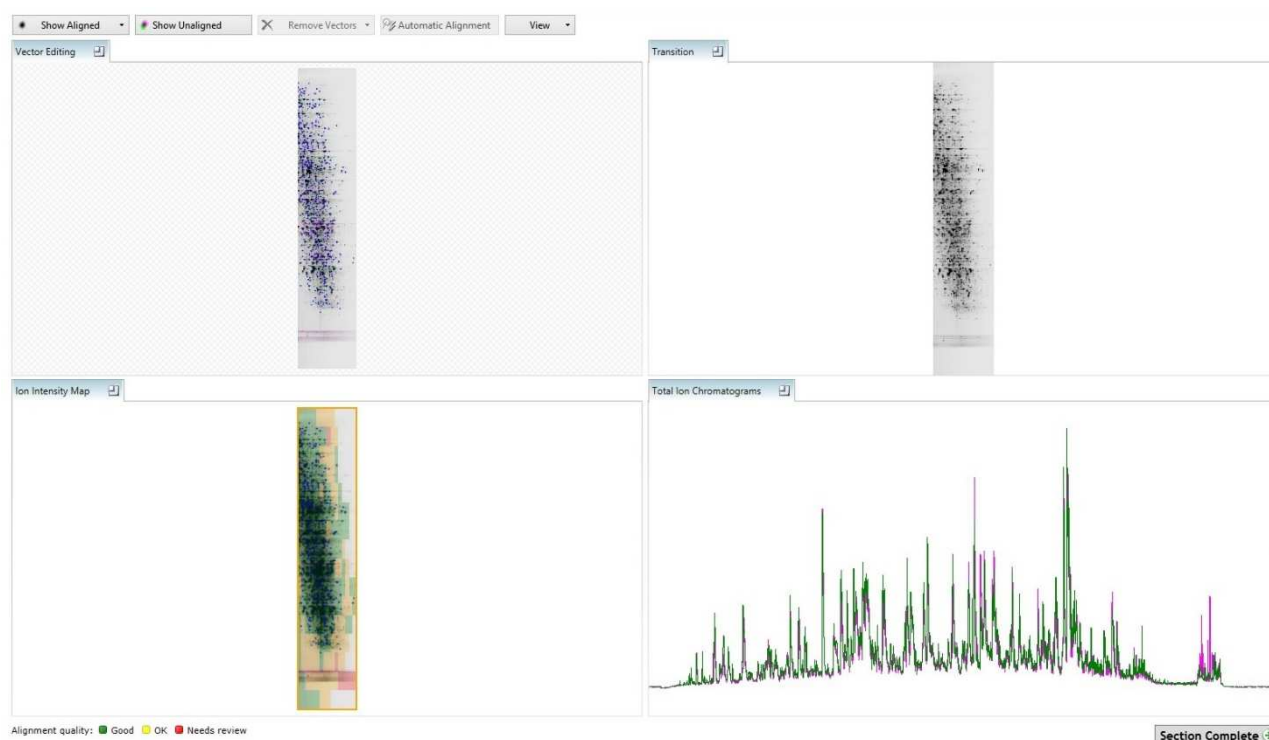 Show Aligned Show Unaligned Remove Vectors Automatic Alignment View
Vector Editing Transition
Ion Intensity Map Total Ion Chromatograms
Alignment quality: Good OK Needs review
Section Complete